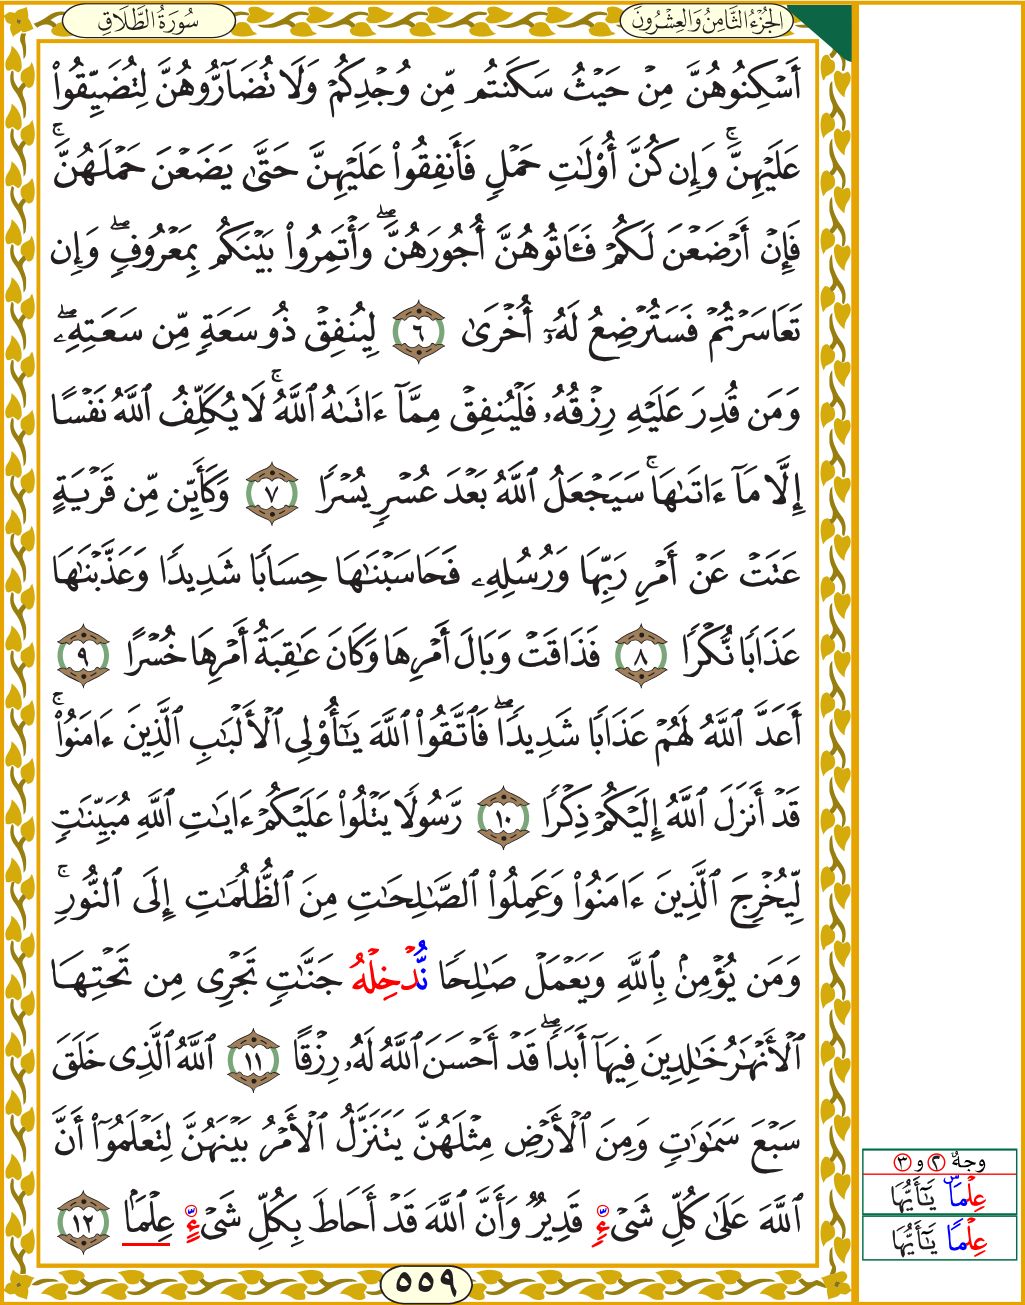 الجُزْءُ الثَّامِنُ وَالعِشْرُونَ
سُورَةُ الطَّلَاقِ
أَسْكِنُوهُنَّ مِنْ حَيْثُ سَكَنتُم مِّن وُجْدِكُمْ وَلَا تُضَآرُّوهُنَّ لِتُضَيِّقُوا۟
عَلَيْهِنَّ ۚ وَإِن كُنَّ أُو۟لَٰتِ حَمْلٍ فَأَنفِقُوا۟ عَلَيْهِنَّ حَتَّىٰ يَضَعْنَ حَمْلَهُنَّ ۚ
فَإِنْ أَرْضَعْنَ لَكُمْ فَـَٔاتُوهُنَّ أُجُورَهُنَّ ۖ وَأْتَمِرُوا۟ بَيْنَكُم بِمَعْرُوفٍ ۖ وَإِن
تَعَاسَرْتُمْ فَسَتُرْضِعُ لَهُۥٓ أُخْرَىٰ ٦ لِيُنفِقْ ذُو سَعَةٍ مِّن سَعَتِهِۦ ۖ
وَمَن قُدِرَ عَلَيْهِ رِزْقُهُۥ فَلْيُنفِقْ مِمَّآ ءَاتَىٰهُ ٱللَّهُ ۚ لَا يُكَلِّفُ ٱللَّهُ نَفْسًا
إِلَّا مَآ ءَاتَىٰهَا ۚ سَيَجْعَلُ ٱللَّهُ بَعْدَ عُسْرٍ يُسْرًا ٧ وَكَأَيِّن مِّن قَرْيَةٍ
عَتَتْ عَنْ أَمْرِ رَبِّهَا وَرُسُلِهِۦ فَحَاسَبْنَٰهَا حِسَابًا شَدِيدًا وَعَذَّبْنَٰهَا
عَذَابًا نُّكْرًا ٨ فَذَاقَتْ وَبَالَ أَمْرِهَا وَكَانَ عَٰقِبَةُ أَمْرِهَا خُسْرًا ٩
أَعَدَّ ٱللَّهُ لَهُمْ عَذَابًا شَدِيدًا ۖ فَٱتَّقُوا۟ ٱللَّهَ يَٰٓأُو۟لِى ٱلْأَلْبَٰبِ ٱلَّذِينَ ءَامَنُوا۟ ۚ
قَدْ أَنزَلَ ٱللَّهُ إِلَيْكُمْ ذِكْرًا ١٠ رَّسُولًا يَتْلُوا۟ عَلَيْكُمْ ءَايَٰتِ ٱللَّهِ مُبَيِّنَٰتٍ
لِّيُخْرِجَ ٱلَّذِينَ ءَامَنُوا۟ وَعَمِلُوا۟ ٱلصَّٰلِحَٰتِ مِنَ ٱلظُّلُمَٰتِ إِلَى ٱلنُّورِ ۚ
وَمَن يُؤْمِنۢ بِٱللَّهِ وَيَعْمَلْ صَٰلِحًا نُّدْخِلْهُ جَنَّٰتٍ تَجْرِى مِن تَحْتِهَا
ٱلْأَنْهَٰرُ خَٰلِدِينَ فِيهَآ أَبَدًا ۖ قَدْ أَحْسَنَ ٱللَّهُ لَهُۥ رِزْقًا ١١ ٱللَّهُ ٱلَّذِى خَلَقَ
سَبْعَ سَمَٰوَٰتٍ وَمِنَ ٱلْأَرْضِ مِثْلَهُنَّ يَتَنَزَّلُ ٱلْأَمْرُ بَيْنَهُنَّ لِتَعْلَمُوٓا۟ أَنَّ
ٱللَّهَ عَلَىٰ كُلِّ شَىْءٍ قَدِيرٌ وَأَنَّ ٱللَّهَ قَدْ أَحَاطَ بِكُلِّ شَىْءٍ عِلْمًۢا ١٢
وجهٌ ٢ و ٣
عِلْمًا يَٰٓأَيُّهَا
عِلْمًا يَٰٓأَيُّهَا
٥٥٩